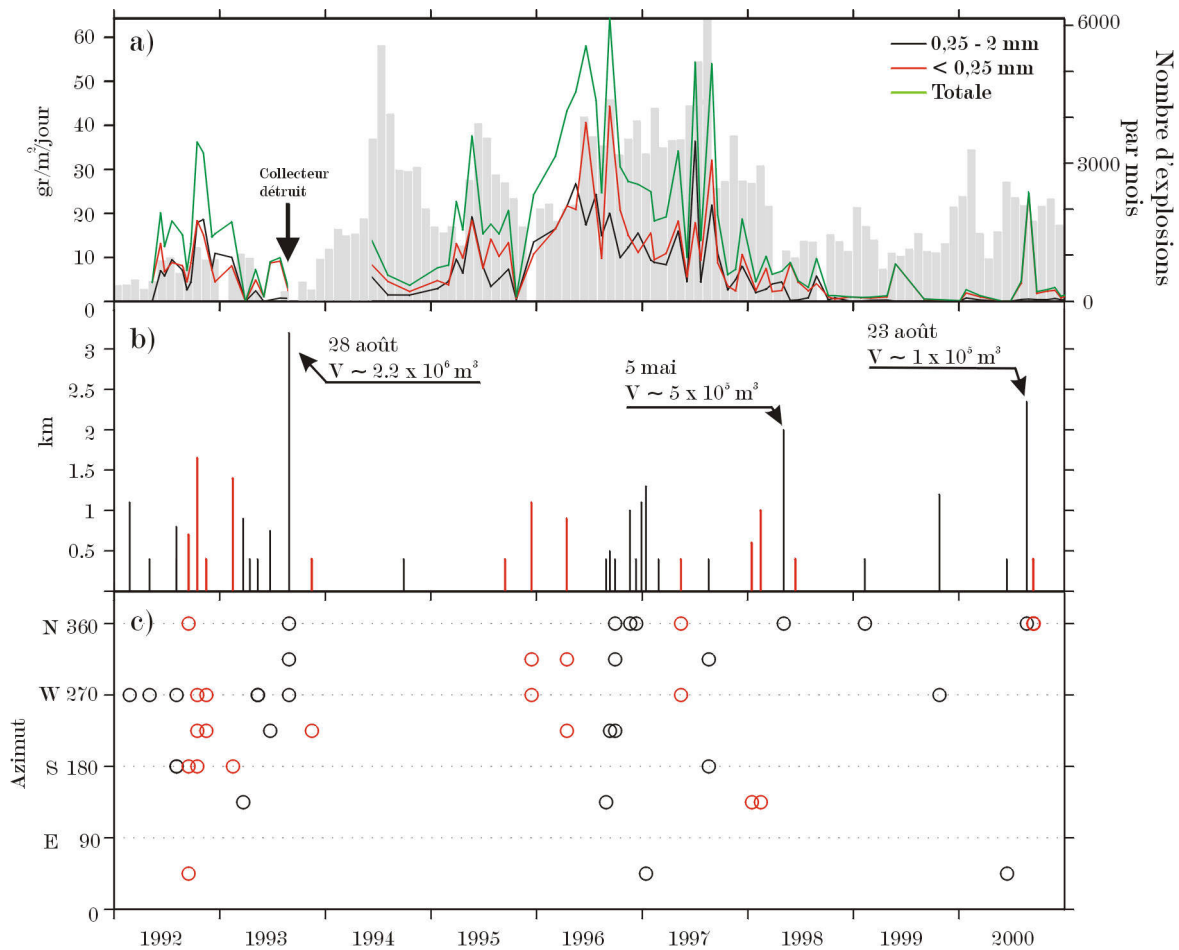 a)
60
50
40
30
20
10
0
gr/m²/jour
Collecteur
détruit
0,25 - 2 mm
< 0,25 mm
Totale
6000
3000
0
Nombre d'explosions
par mois
b)
0
3
2.5
2
1.5
1
0.5
km
28 août
V ~ 2.2 x 10⁶ m³
5 mai
V ~ 5 x 10⁵ m³
23 août
V ~ 1 x 10⁵ m³
c)
N 360
W 270
S 180
E 90
0
Azimut
1992 1993 1994 1995 1996 1997 1998 1999 2000